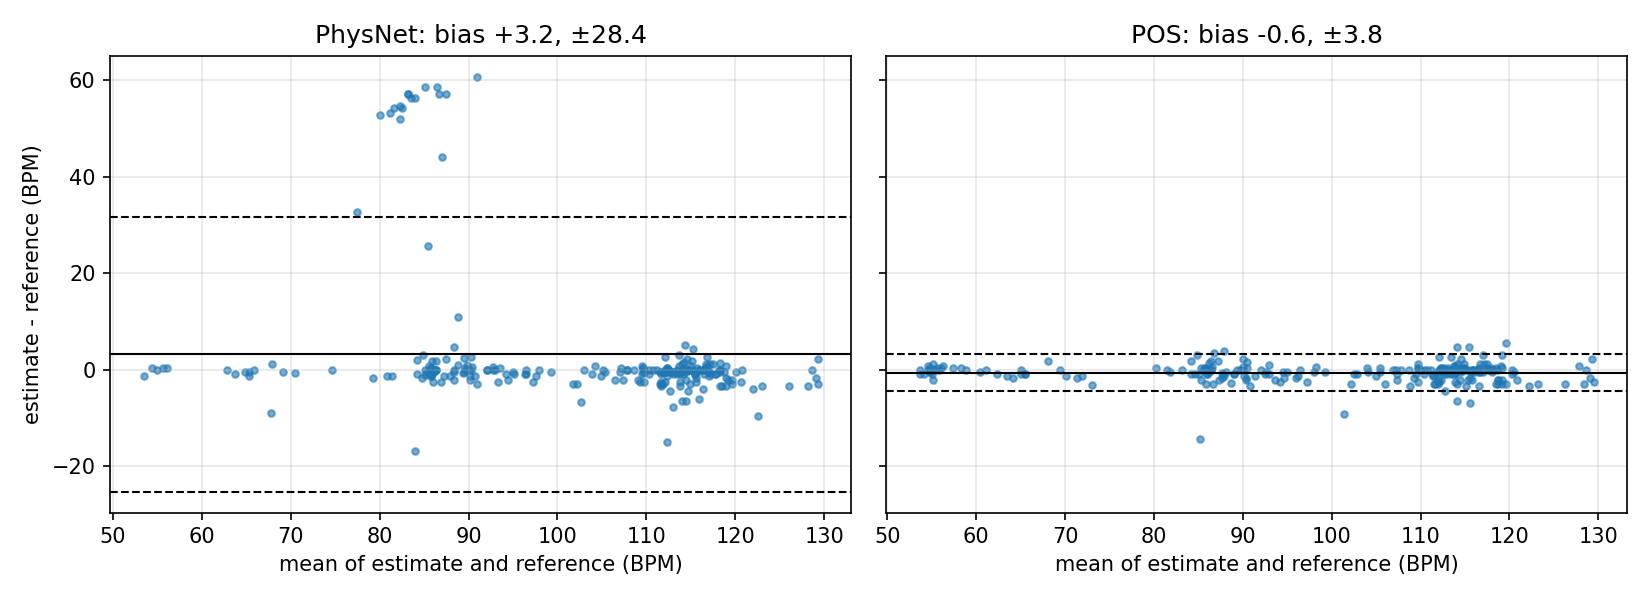 PhysNet: bias +3.2, ±28.4
POS: bias -0.6, ±3.8
estimate - reference (BPM)
60
40
20
0
−20
50 60 70 80 90 100 110 120 130
50 60 70 80 90 100 110 120 130
mean of estimate and reference (BPM)
mean of estimate and reference (BPM)